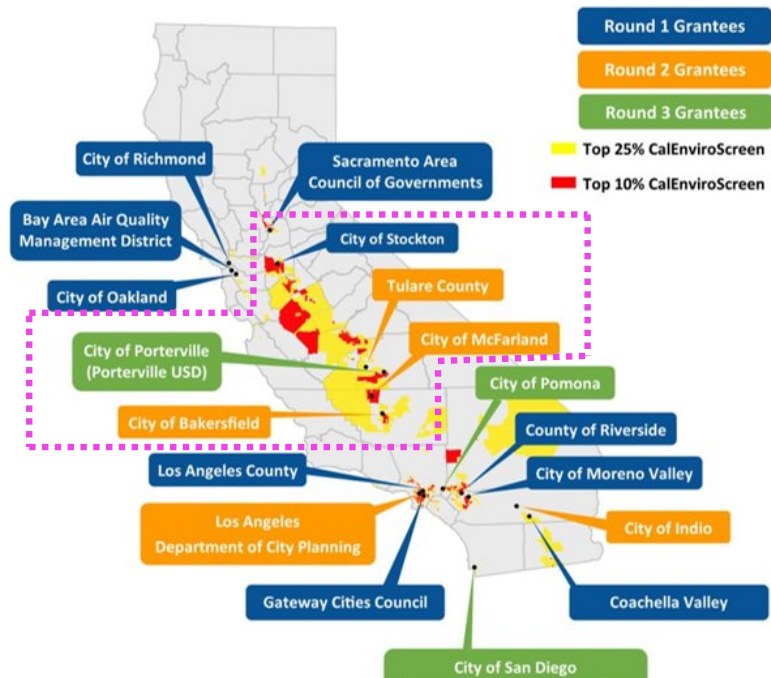 Round 1 Grantees
Round 2 Grantees
Round 3 Grantees
Top 25% CalEnviroScreen
Top 10% CalEnviroScreen
City of Richmond
Sacramento Area
Council of Governments
Bay Area Air Quality
Management District
City of Stockton
City of Oakland
Tulare County
City of McFarland
City of Porterville
(Porterville USD)
City of Pomona
City of Bakersfield
County of Riverside
Los Angeles County
City of Moreno Valley
Los Angeles
Department of City Planning
City of Indio
Gateway Cities Council
Coachella Valley
City of San Diego